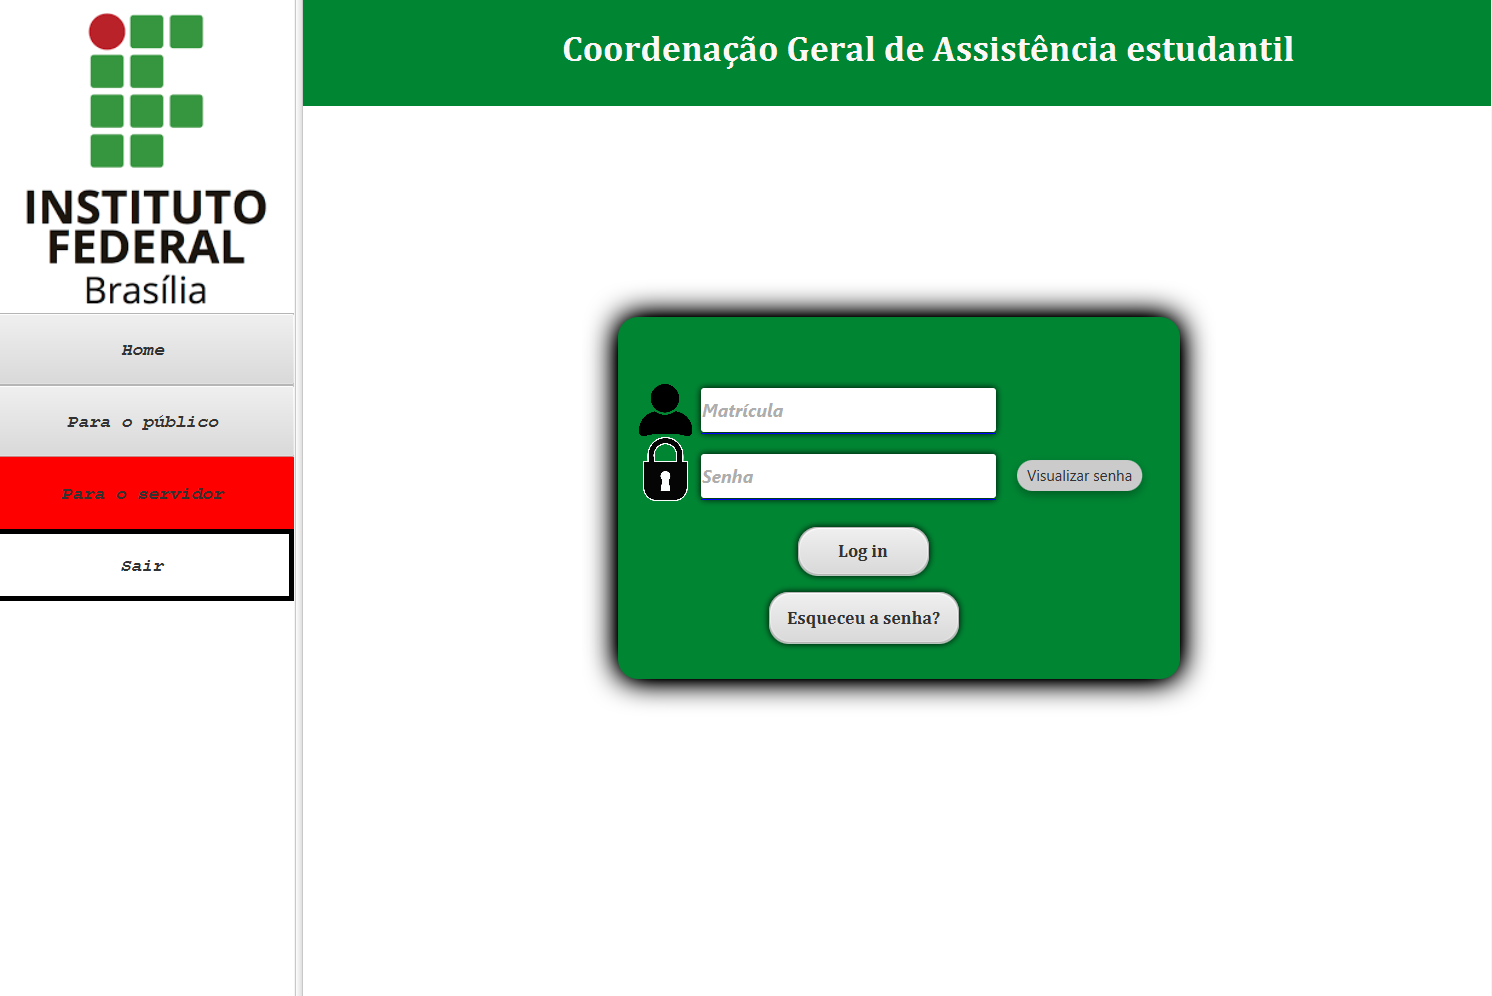 INSTITUTO
FEDERAL
Brasília
Home
Para o público
Para o servidor
Sair
Coordenação Geral de Assistência estudantil
Matrícula
Senha
Visualizar senha
Log in
Esqueceu a senha?